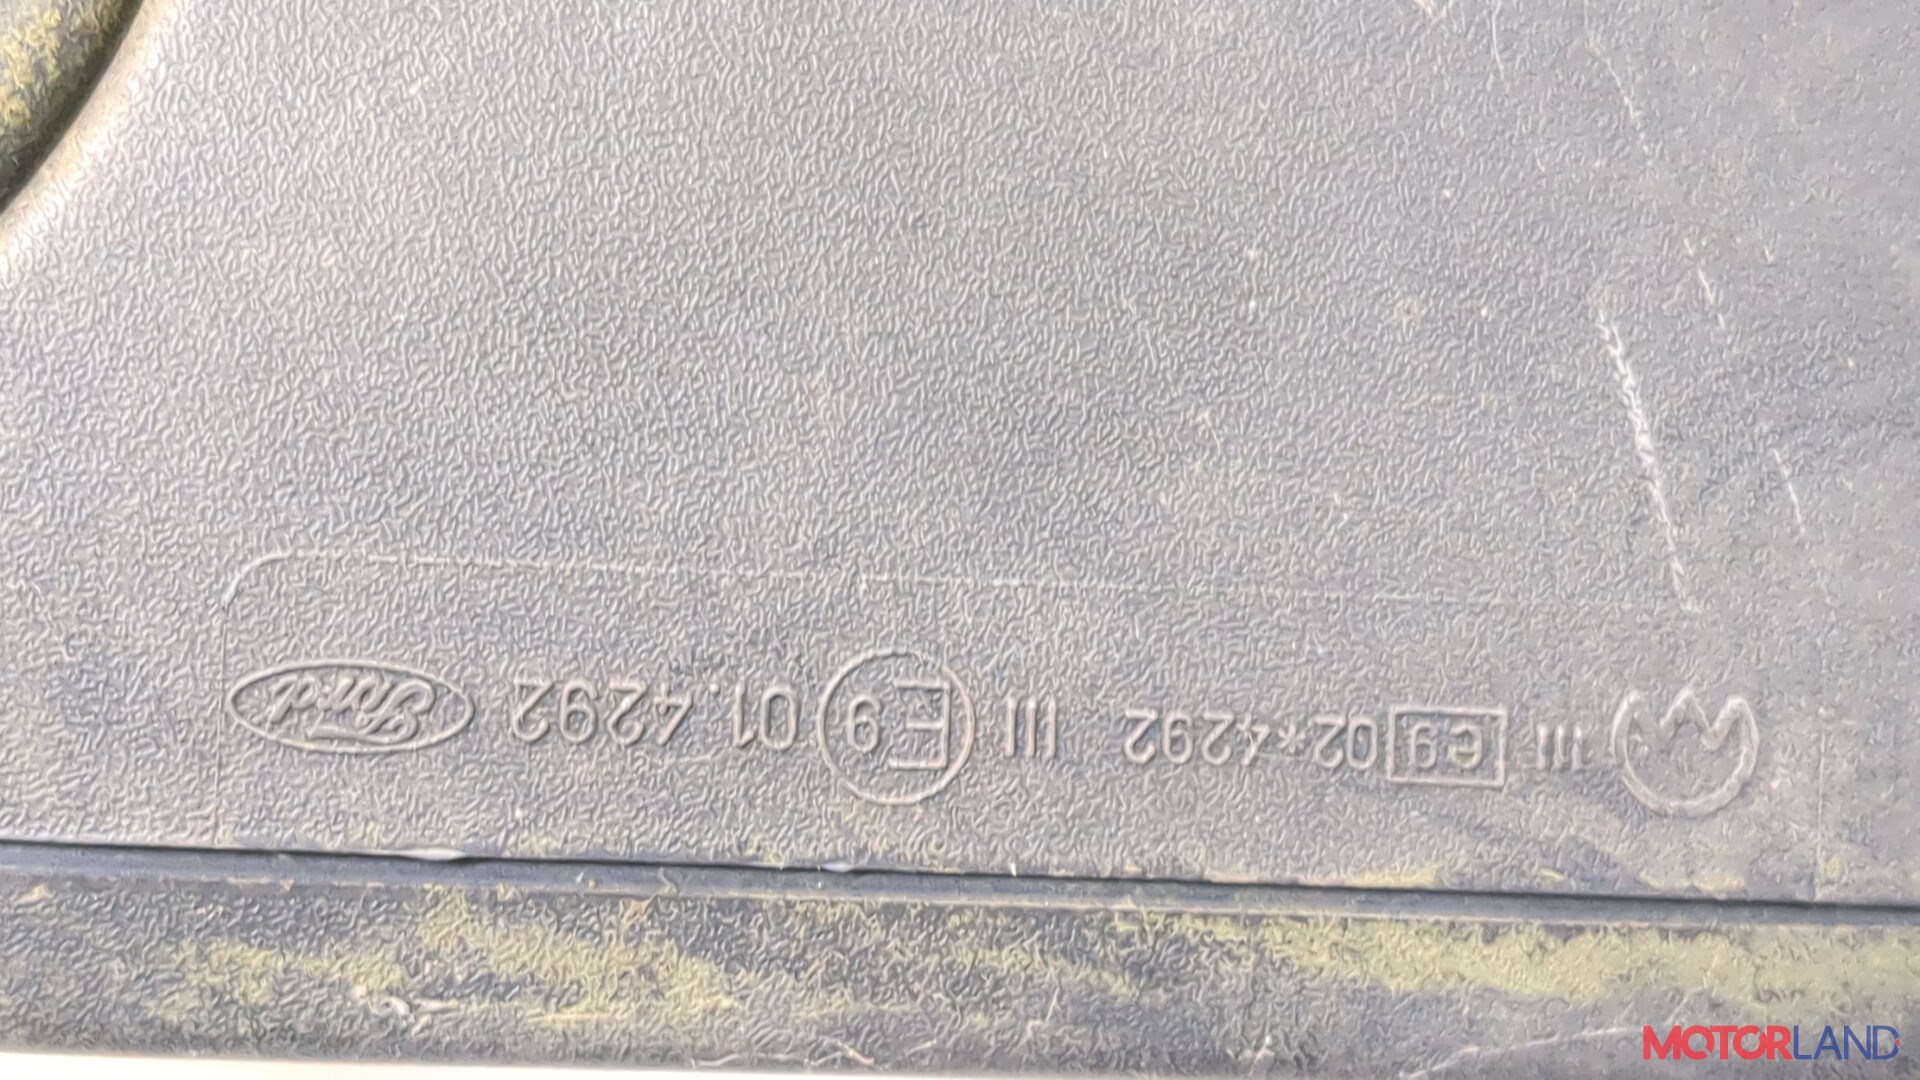 III e9 02*4292 III E9 01.4292 Ford
MOTORLAND